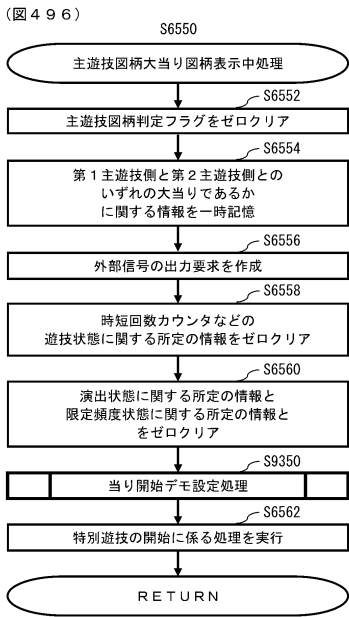 (図496)
S6550
主遊技図柄大当り図柄表示中処理
S6552
主遊技図柄判定フラグをゼロクリア
S6554
第1主遊技側と第2主遊技側との
いずれの大当りであるか
に関する情報を一時記憶
S6556
外部信号の出力要求を作成
S6558
時短回数カウンタなどの
遊技状態に関する所定の情報をゼロクリア
S6560
演出状態に関する所定の情報と
限定頻度状態に関する所定の情報と
をゼロクリア
S9350
当り開始デモ設定処理
S6562
特別遊技の開始に係る処理を実行
RETURN